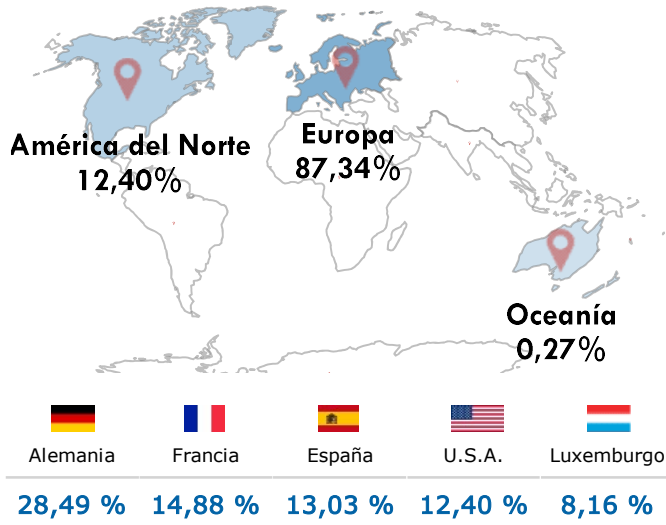 América del Norte
12,40%
Europa
87,34%
Oceanía
0,27%
Alemania Francia España U.S.A. Luxemburgo
28,49 % 14,88 % 13,03 % 12,40 % 8,16 %